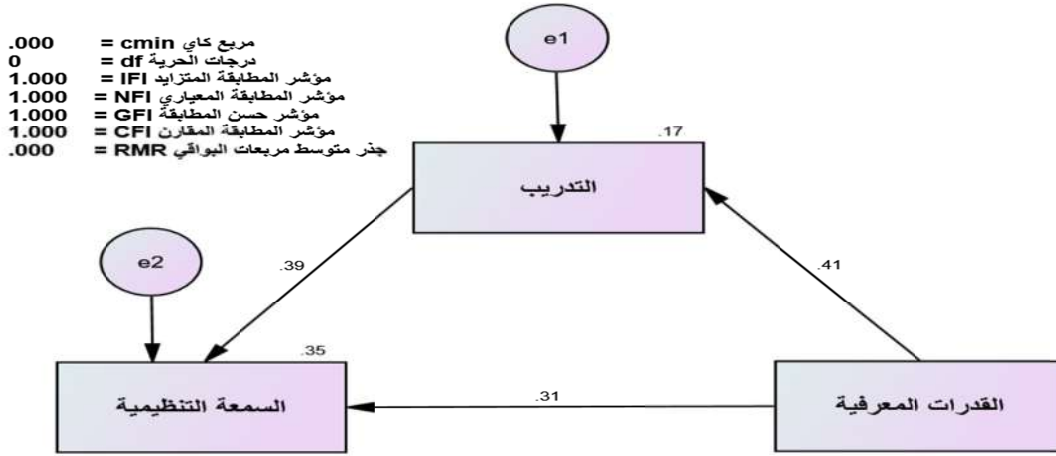 مربع كاي cmin = .000
درجات الحرية df = 0
مؤشر المطابقة المتزايد IFI = 1.000
مؤشر المطابقة المعياري NFI = 1.000
مؤشر حسن المطابقة GFI = 1.000
مؤشر المطابقة المقارن CFI = 1.000
جذر متوسط مربعات البواقي RMR = .000
e1
.17
التدريب
e2
.39
.41
.35
السمعة التنظيمية
.31
القدرات المعرفية